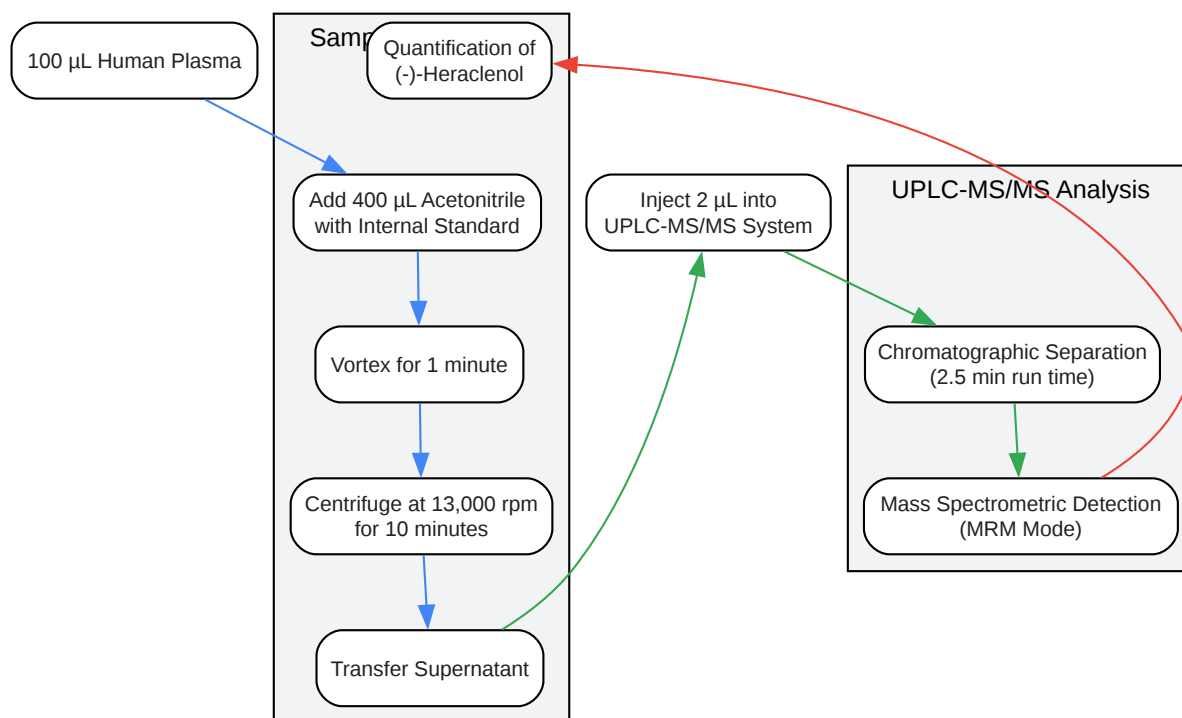 100 µL Human Plasma
Quantification of
(-)-Heraclenol
Add 400 µL Acetonitrile
with Internal Standard
Vortex for 1 minute
Centrifuge at 13,000 rpm
for 10 minutes
Transfer Supernatant
Inject 2 µL into
UPLC-MS/MS System
UPLC-MS/MS Analysis
Chromatographic Separation
(2.5 min run time)
Mass Spectrometric Detection
(MRM Mode)